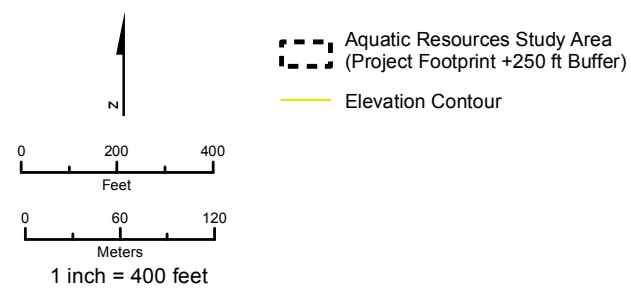 N
Aquatic Resources Study Area
(Project Footprint +250 ft Buffer)
Elevation Contour
0 200 400
Feet
0 60 120
Meters
1 inch = 400 feet